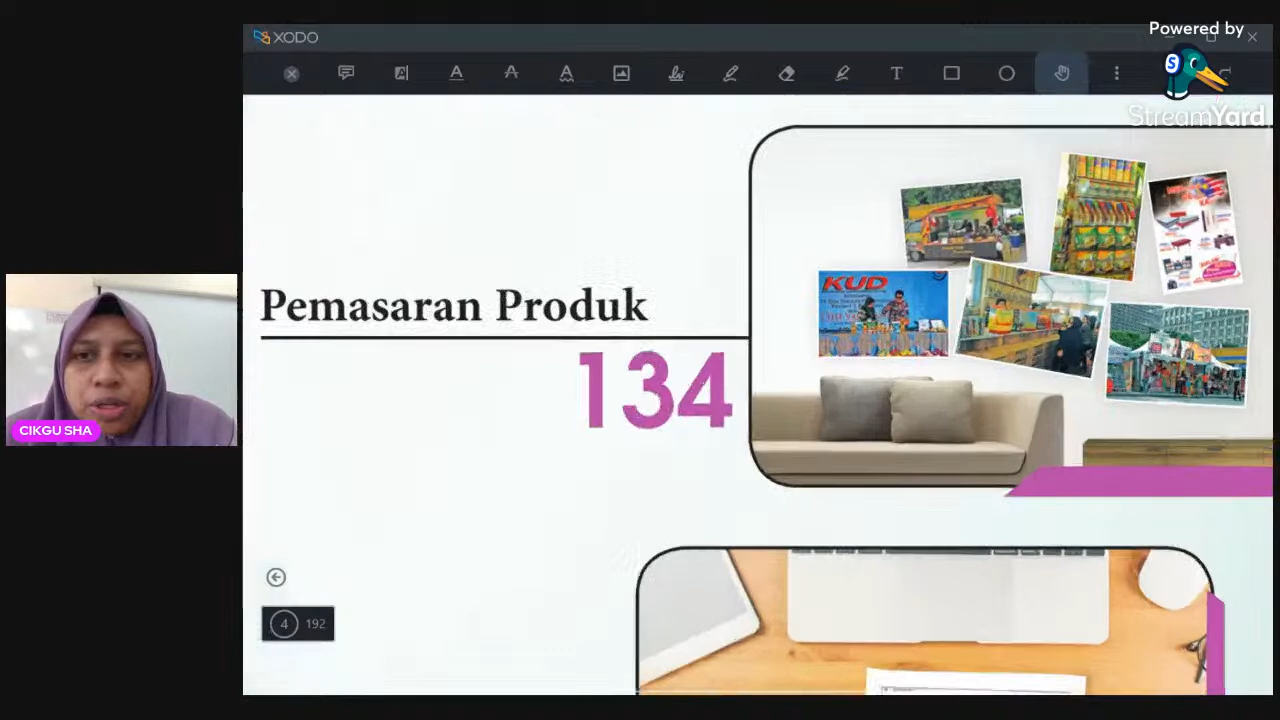 Powered by
XODO
StreamYard
KUD
Pemasaran Produk
134
CIKGU SHA
4 192